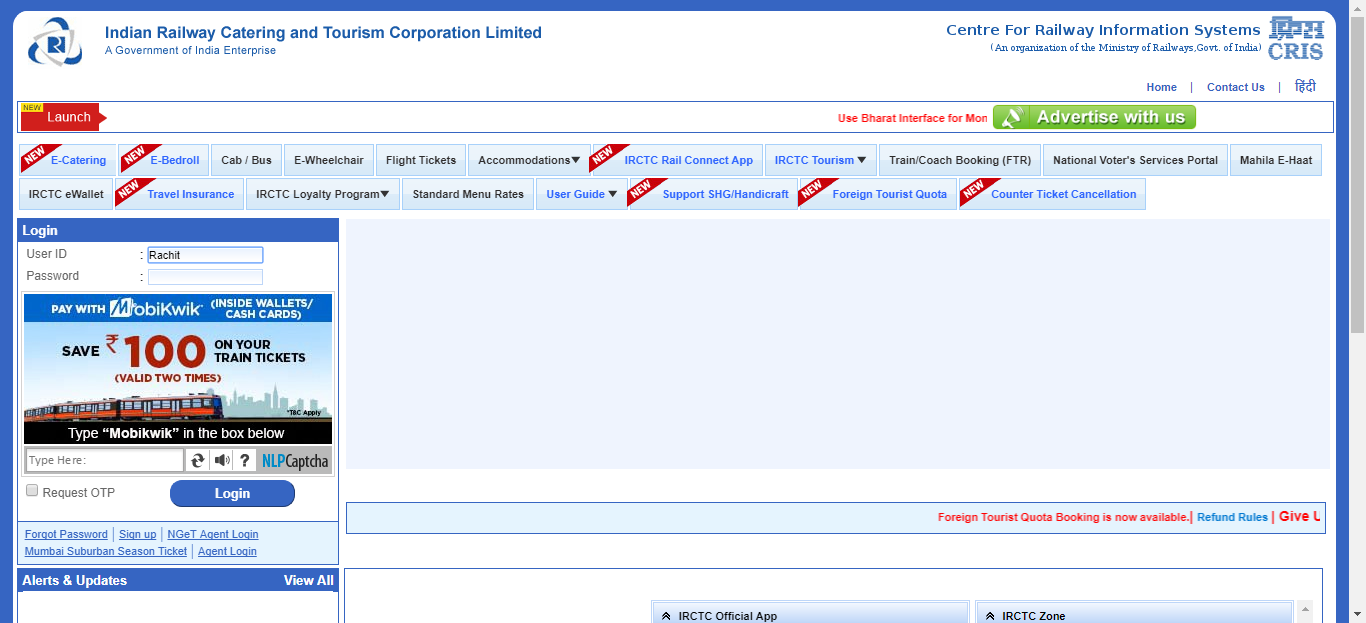 Indian Railway Catering and Tourism Corporation Limited
A Government of India Enterprise
Centre For Railway Information Systems
(An organization of the Ministry of Railways,Govt. of India)
CRIS
Home | Contact Us | हिंदी
NEW
Launch
Use Bharat Interface for Mon
Advertise with us
NEW E-Catering NEW E-Bedroll Cab / Bus E-Wheelchair Flight Tickets Accommodations▼ NEW IRCTC Rail Connect App IRCTC Tourism ▼ Train/Coach Booking (FTR) National Voter's Services Portal Mahila E-Haat
IRCTC eWallet NEW Travel Insurance IRCTC Loyalty Program▼ Standard Menu Rates User Guide ▼ NEW Support SHG/Handicraft NEW Foreign Tourist Quota NEW Counter Ticket Cancellation
Login
User ID : Rachit
Password :
PAY WITH MobiKwik (INSIDE WALLETS/
CASH CARDS)
SAVE ₹100 ON YOUR
TRAIN TICKETS
(VALID TWO TIMES)
*T&C Apply
Type “Mobikwik” in the box below
Type Here: ? NLPCaptcha
Request OTP Login
Forgot Password | Sign up | NGeT Agent Login
Mumbai Suburban Season Ticket | Agent Login
Foreign Tourist Quota Booking is now available.| Refund Rules | Give U
Alerts & Updates View All
IRCTC Official App
IRCTC Zone